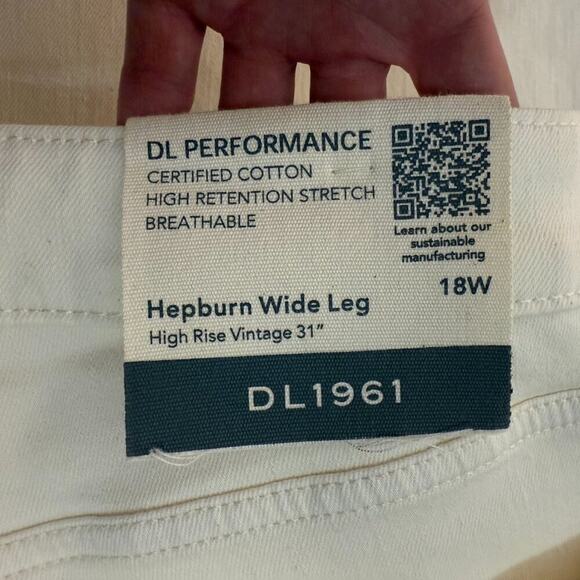 DL PERFORMANCE
CERTIFIED COTTON
HIGH RETENTION STRETCH
BREATHABLE
Learn about our
sustainable
manufacturing
18W
Hepburn Wide Leg
High Rise Vintage 31"
DL1961